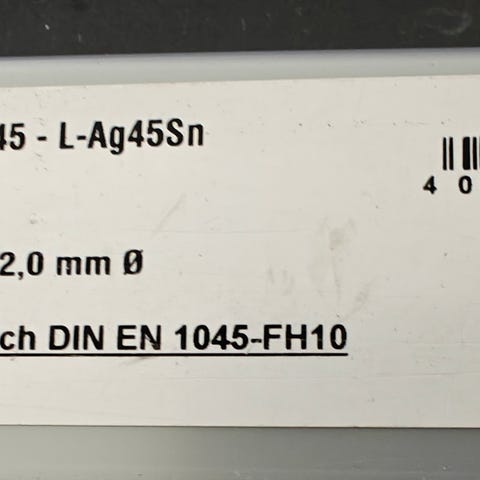 45 - L-Ag45Sn
40
2,0 mm Ø
ch DIN EN 1045-FH10